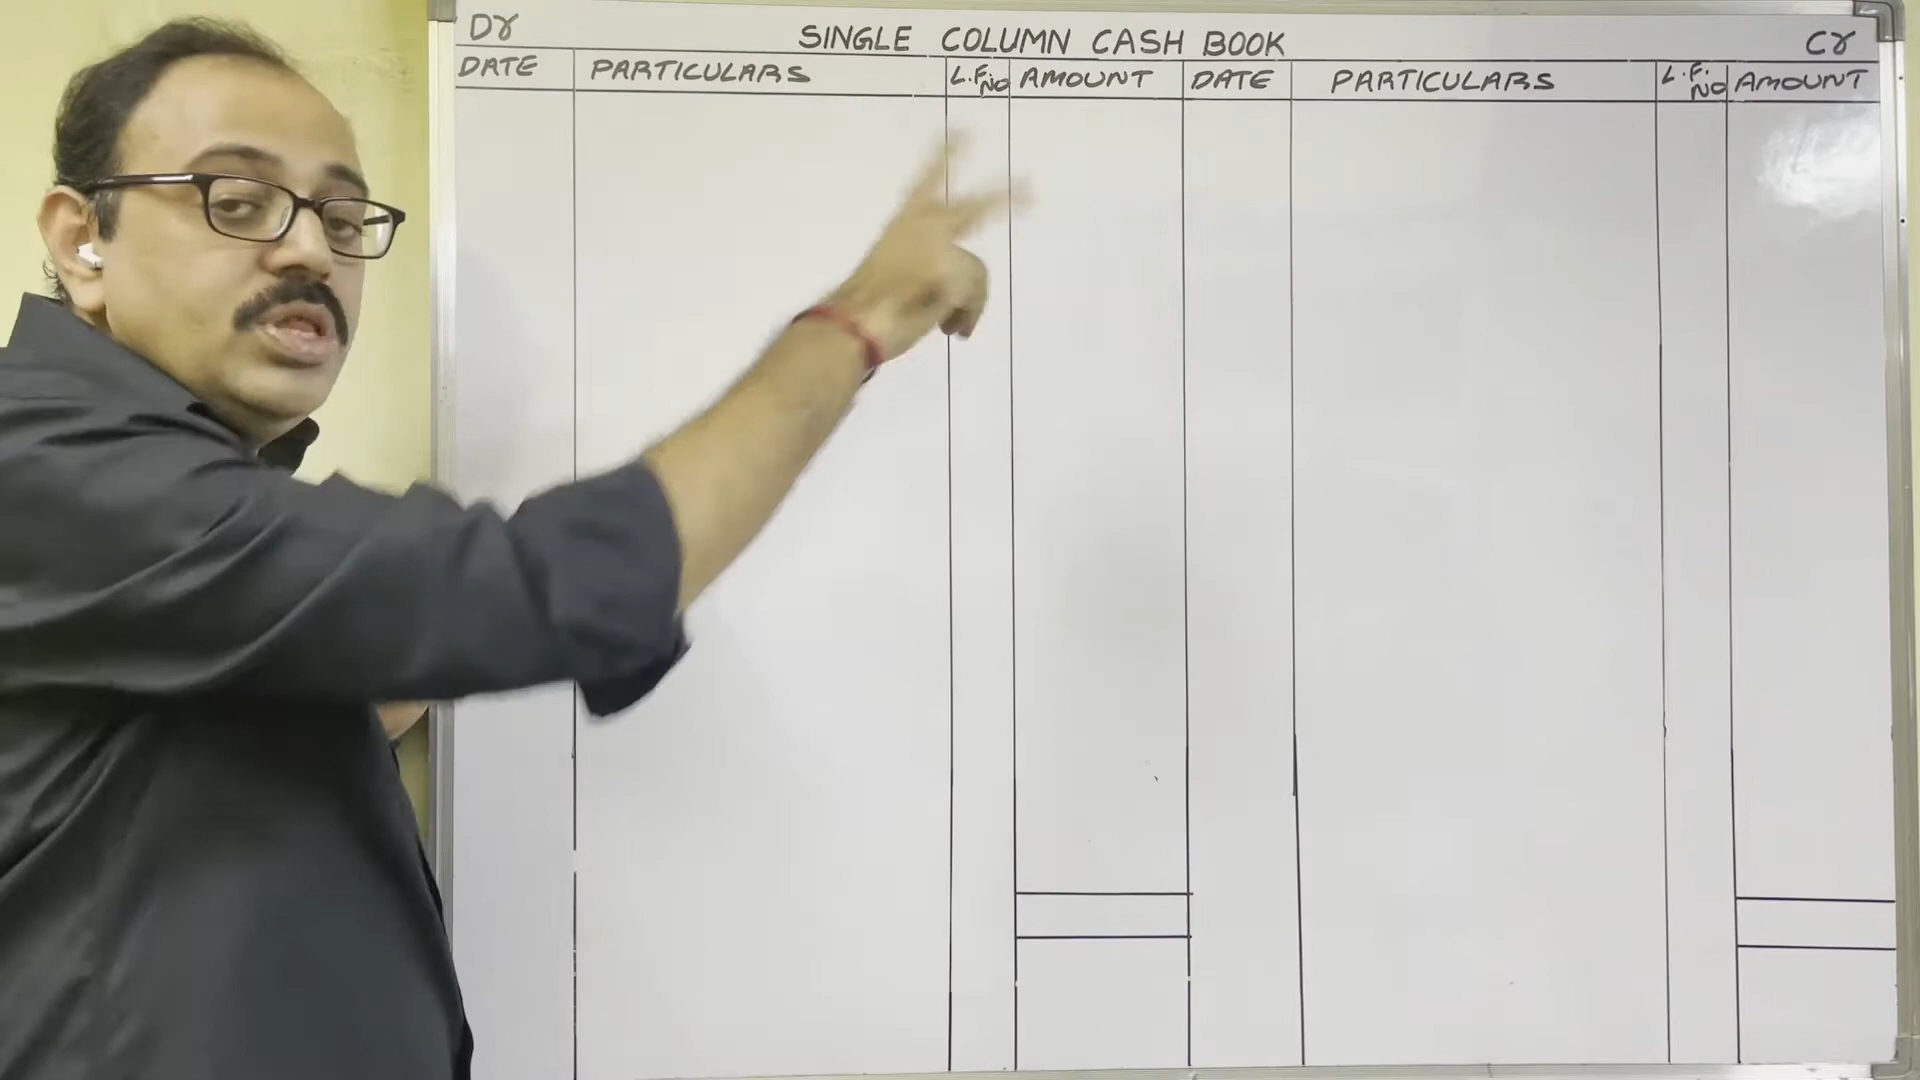 Dr SINGLE COLUMN CASH BOOK Cr
DATE PARTICULARS L.F. NO AMOUNT DATE PARTICULARS L.F. NO AMOUNT